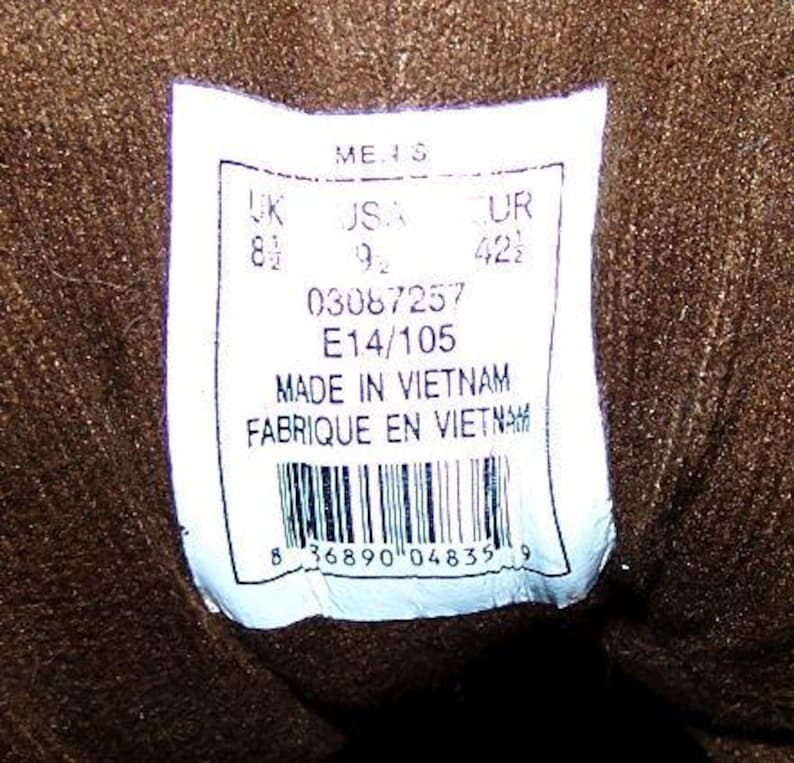 MEN'S
UK USA EUR
8½ 9½ 42½
03087257
E14/105
MADE IN VIETNAM
FABRIQUE EN VIETNAM
8 36890 04835 9